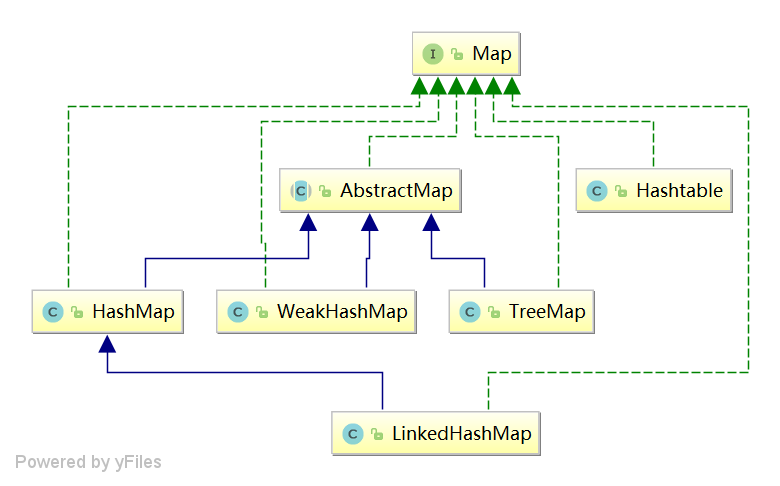 I Map
C AbstractMap
C Hashtable
C HashMap
C WeakHashMap
C TreeMap
C LinkedHashMap
Powered by yFiles